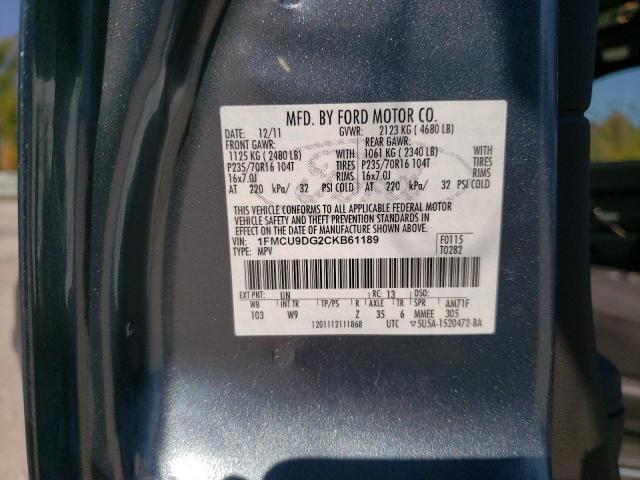 MFD. BY FORD MOTOR CO.
DATE: 12/11 GVWR: 2123 KG ( 4680 LB)
FRONT GAWR: REAR GAWR:
1125 KG ( 2480 LB) WITH 1061 KG ( 2340 LB) WITH
P235/70R16 104T TIRES P235/70R16 104T TIRES
16x7.0J RIMS 16x7.0J RIMS
AT 220 kPa/ 32 PSI COLD AT 220 kPa/ 32 PSI COLD
THIS VEHICLE CONFORMS TO ALL APPLICABLE FEDERAL MOTOR
VEHICLE SAFETY AND THEFT PREVENTION STANDARDS IN
EFFECT ON THE DATE OF MANUFACTURE SHOWN ABOVE.
VIN: 1FMCU9DG2CKB61189 F0115
TYPE: MPV T0282
EXT PNT: UN RC: 13 DSO:
WB INT TR TP/PS R AXLE TR SPR AM71F
103 W9 Z 35 6 MMEE 305
1201112111868 UTC ▽5U5A-1520472-BA